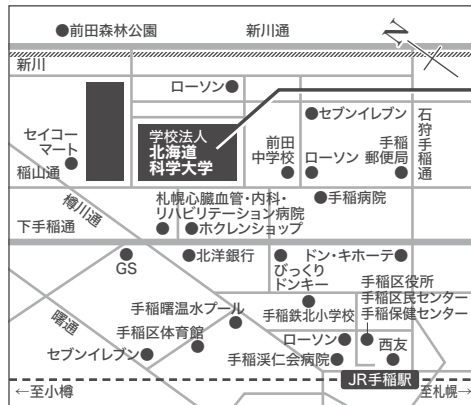 前田森林公園
新川通
N
新川
ローソン
学校法人
北海道
科学大学
セブンイレブン
石狩手稲通
セイコー
マート
前田
中学校
ローソン
手稲
郵便局
稲山通
樽川通
札幌心臓血管・内科・
リハビリテーション病院
手稲病院
ホクレンショップ
下手稲通
GS
北洋銀行
びっくり
ドンキー
ドン・キホーテ
手稲区役所
手稲区民センター
手稲保健センター
曙通
手稲曙温水プール
手稲鉄北小学校
手稲区体育館
セブンイレブン
ローソン
手稲渓仁会病院
西友
JR手稲駅
←至小樽
至札幌→